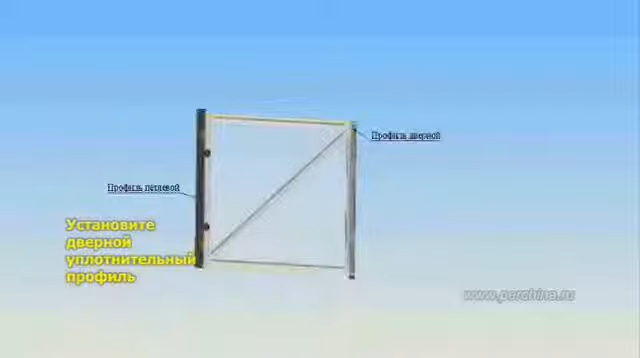 Профиль дверной
Профиль петлевой
Установите
дверной
уплотнительный
профиль
www.perchina.ru